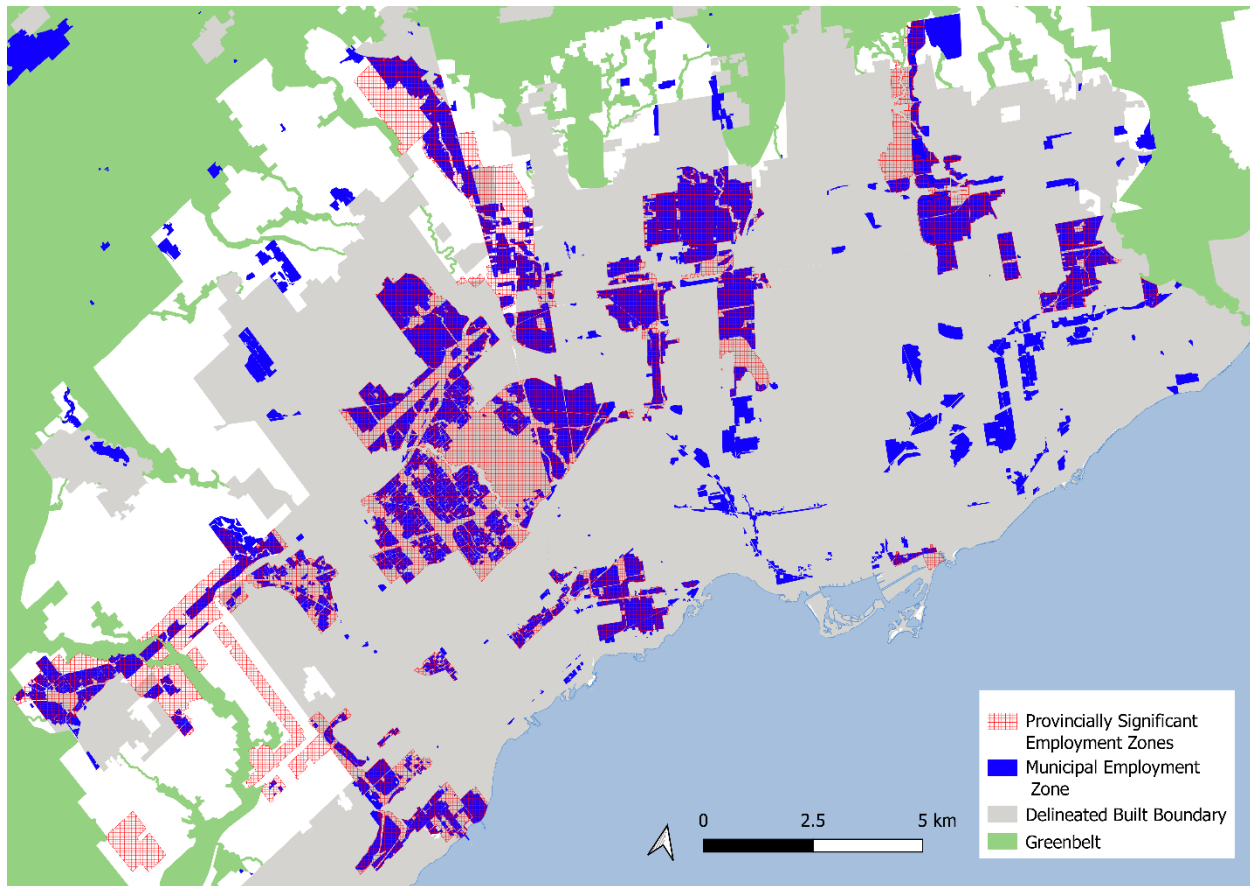 Provincially Significant
Employment Zones
Municipal Employment
Zone
Delineated Built Boundary
Greenbelt
0 2.5 5 km